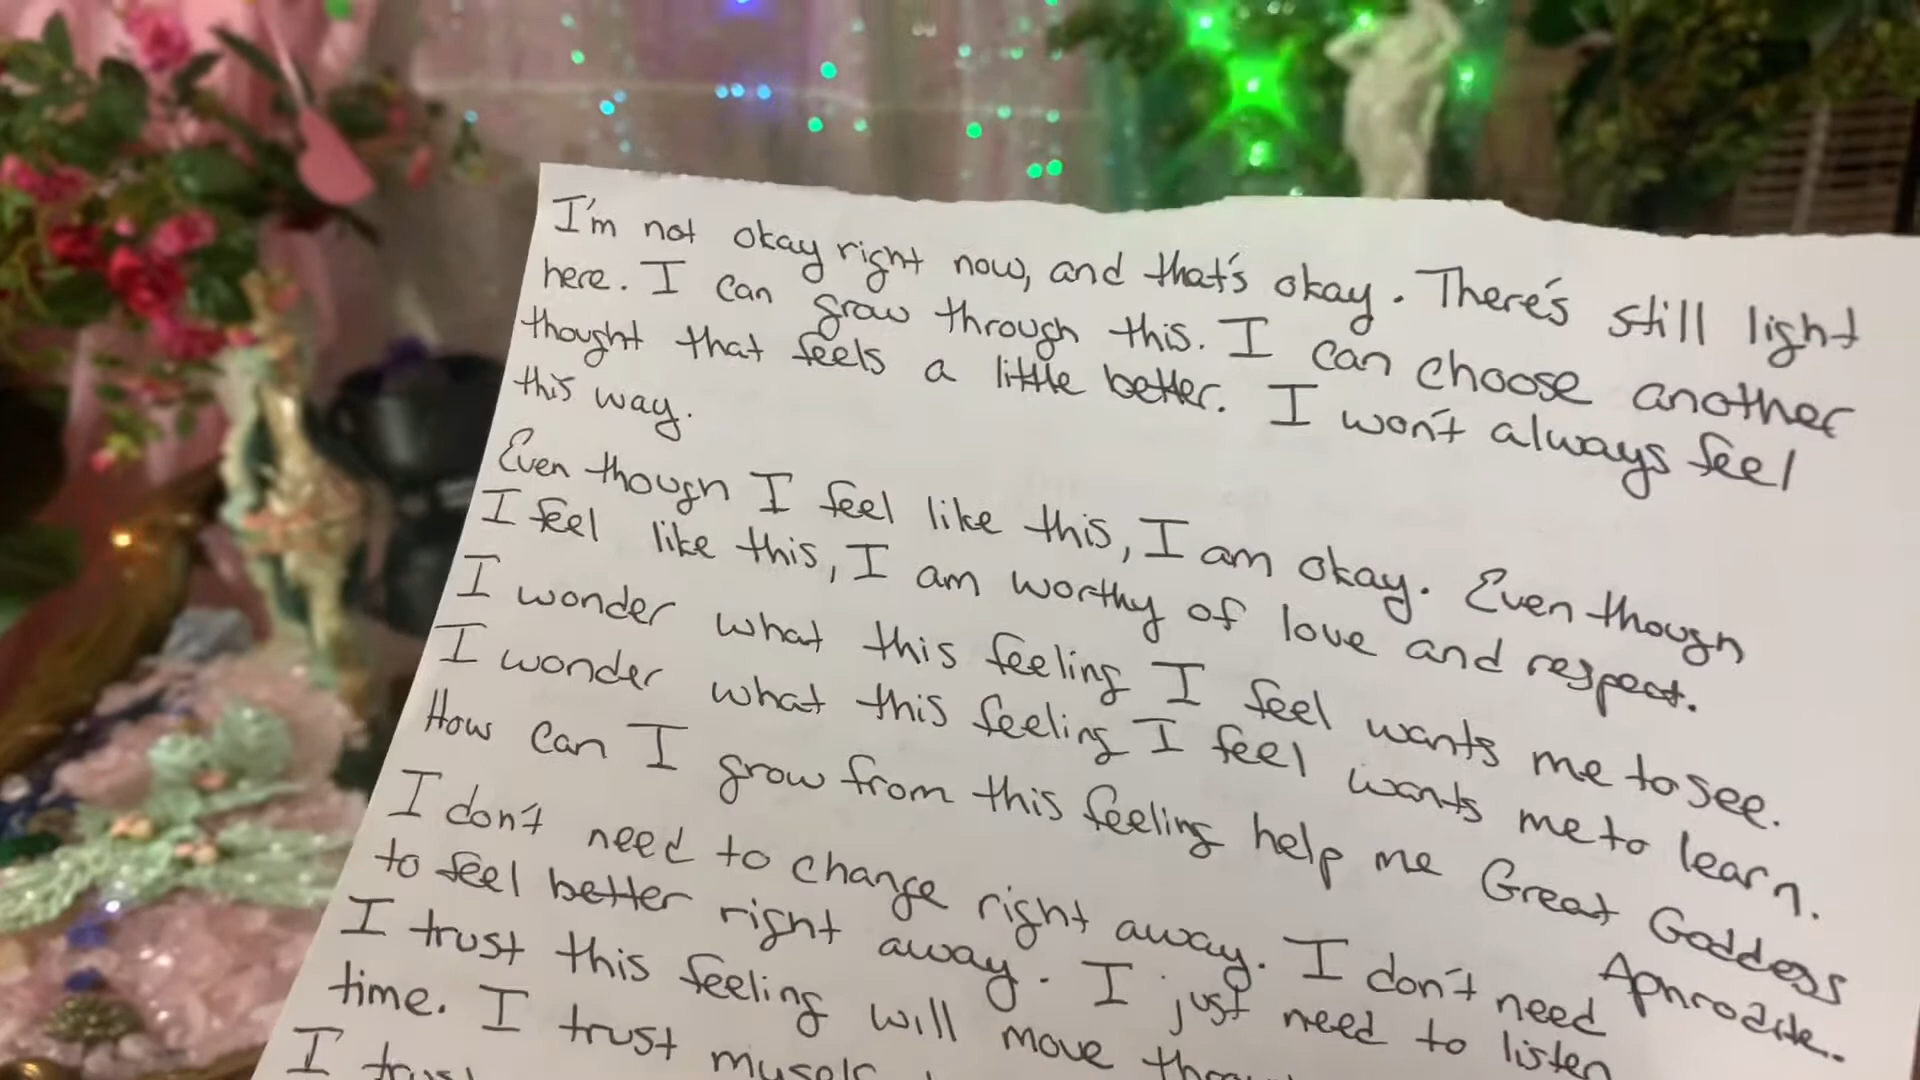 I'm not okay right now, and that's okay. There's still light
here. I can grow through this. I can choose another
thought that feels a little better. I won't always feel
this way.
Even though I feel like this, I am okay. Even though
I feel like this, I am worthy of love and respect.
I wonder what this feeling I feel wants me to see.
I wonder what this feeling I feel wants me to learn.
How can I grow from this feeling help me Great Goddess
Aphrodite.
I don't need to change right away. I don't need
to feel better right away. I just need to listen
I trust this feeling will move
time. I trust
I trust